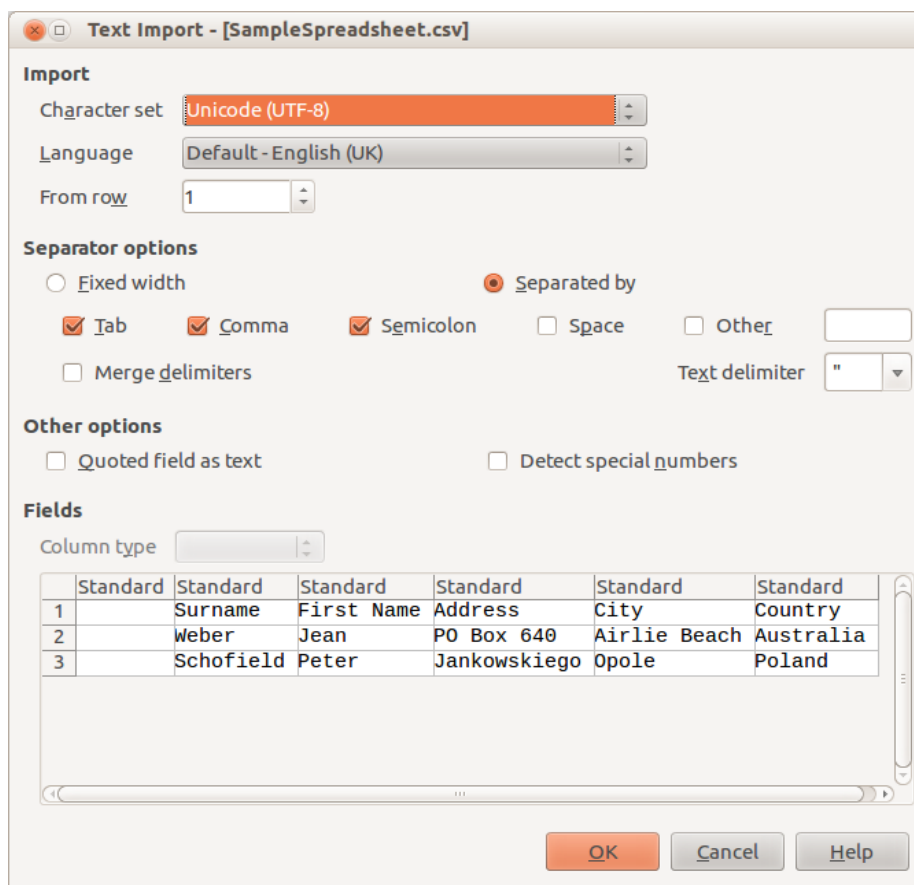 Text Import - [SampleSpreadsheet.csv]
Import
Character set Unicode (UTF-8)
Language Default - English (UK)
From row 1
Separator options
Fixed width Separated by
Tab Comma Semicolon Space Other
Merge delimiters Text delimiter "
Other options
Quoted field as text Detect special numbers
Fields
Column type
Standard Standard Standard Standard Standard Standard
1 Surname First Name Address City Country
2 Weber Jean PO Box 640 Airlie Beach Australia
3 Schofield Peter Jankowskiego Opole Poland
OK Cancel Help